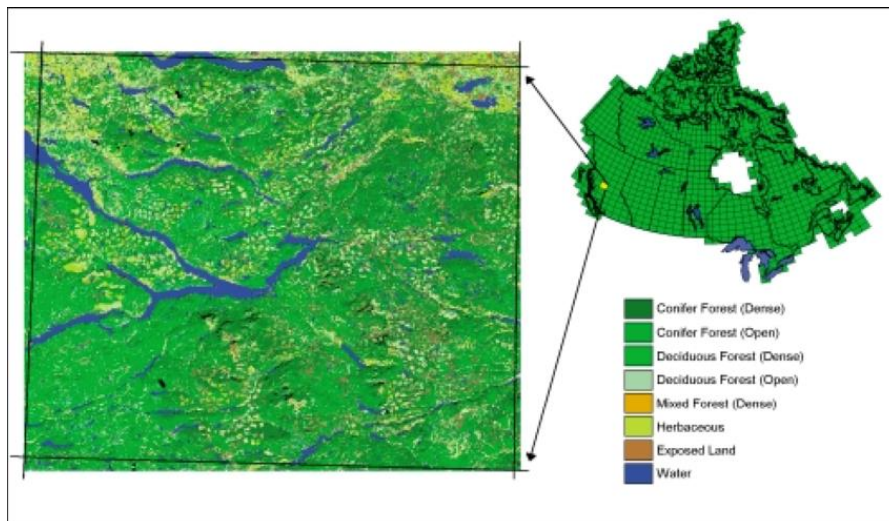 Conifer Forest (Dense)
Conifer Forest (Open)
Deciduous Forest (Dense)
Deciduous Forest (Open)
Mixed Forest (Dense)
Herbaceous
Exposed Land
Water